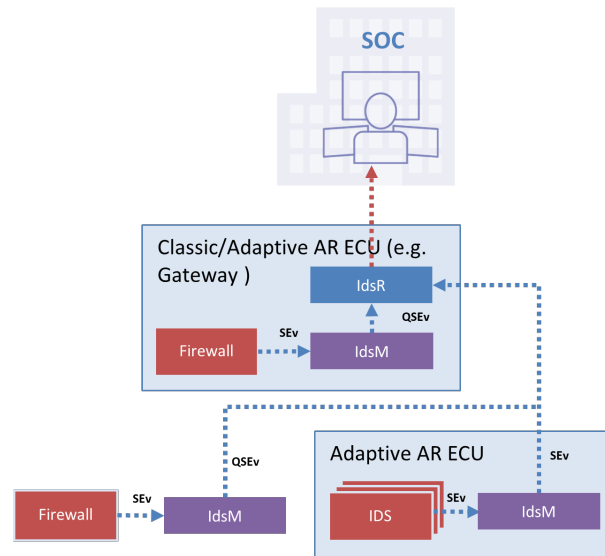 SOC
Classic/Adaptive AR ECU (e.g.
Gateway )
IdsR
QSEv
SEv
Firewall
IdsM
QSEv
Adaptive AR ECU
SEv
Firewall
SEv
IdsM
IDS
SEv
IdsM